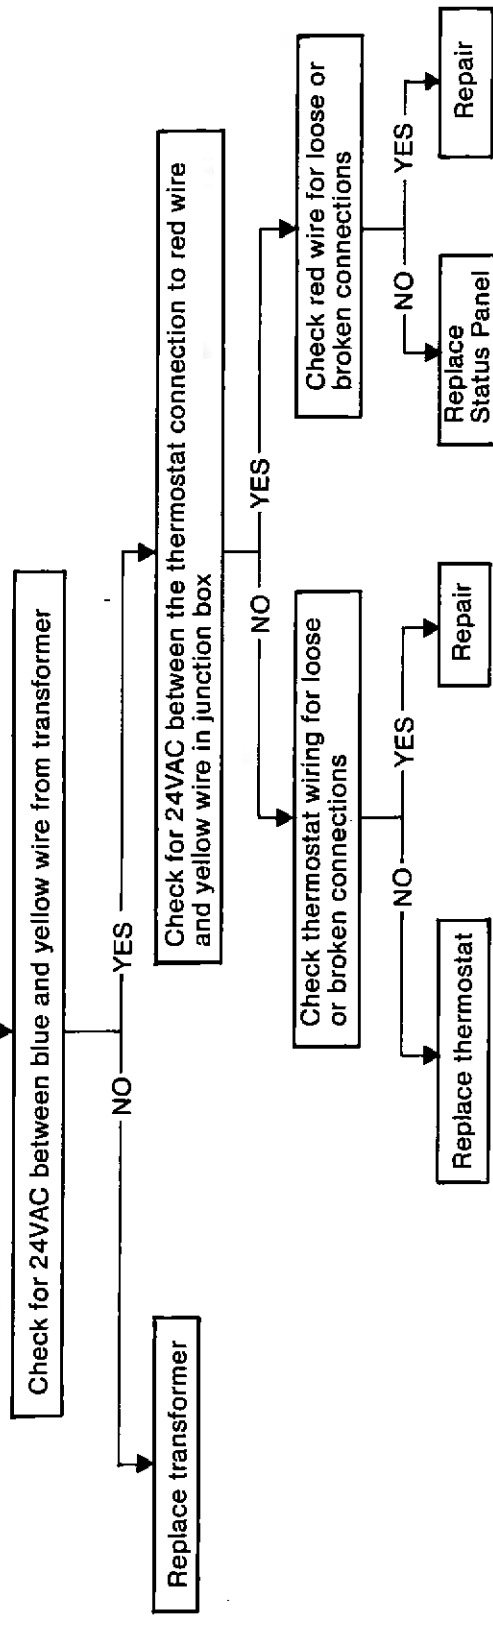 Check for 24VAC between blue and yellow wire from transformer
NO
YES
Replace transformer
Check for 24VAC between the thermostat connection to red wire
and yellow wire in junction box
NO
YES
Check thermostat wiring for loose
or broken connections
Check red wire for loose or
broken connections
NO
YES
NO
YES
Replace thermostat
Repair
Replace
Status Panel
Repair